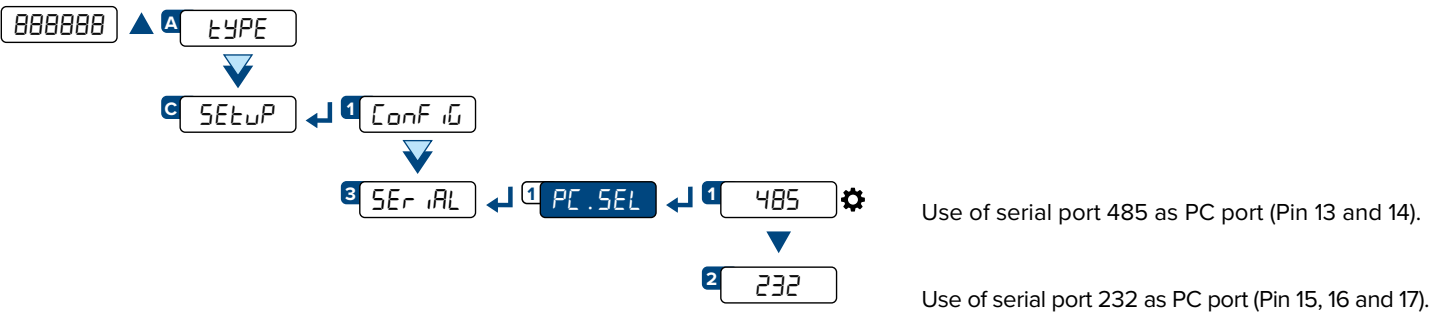 888888 A tYPE
C SEtuP 1 ConFiG
3 SEriAL 1 PC.SEL 1 485 Use of serial port 485 as PC port (Pin 13 and 14).
2 232 Use of serial port 232 as PC port (Pin 15, 16 and 17).